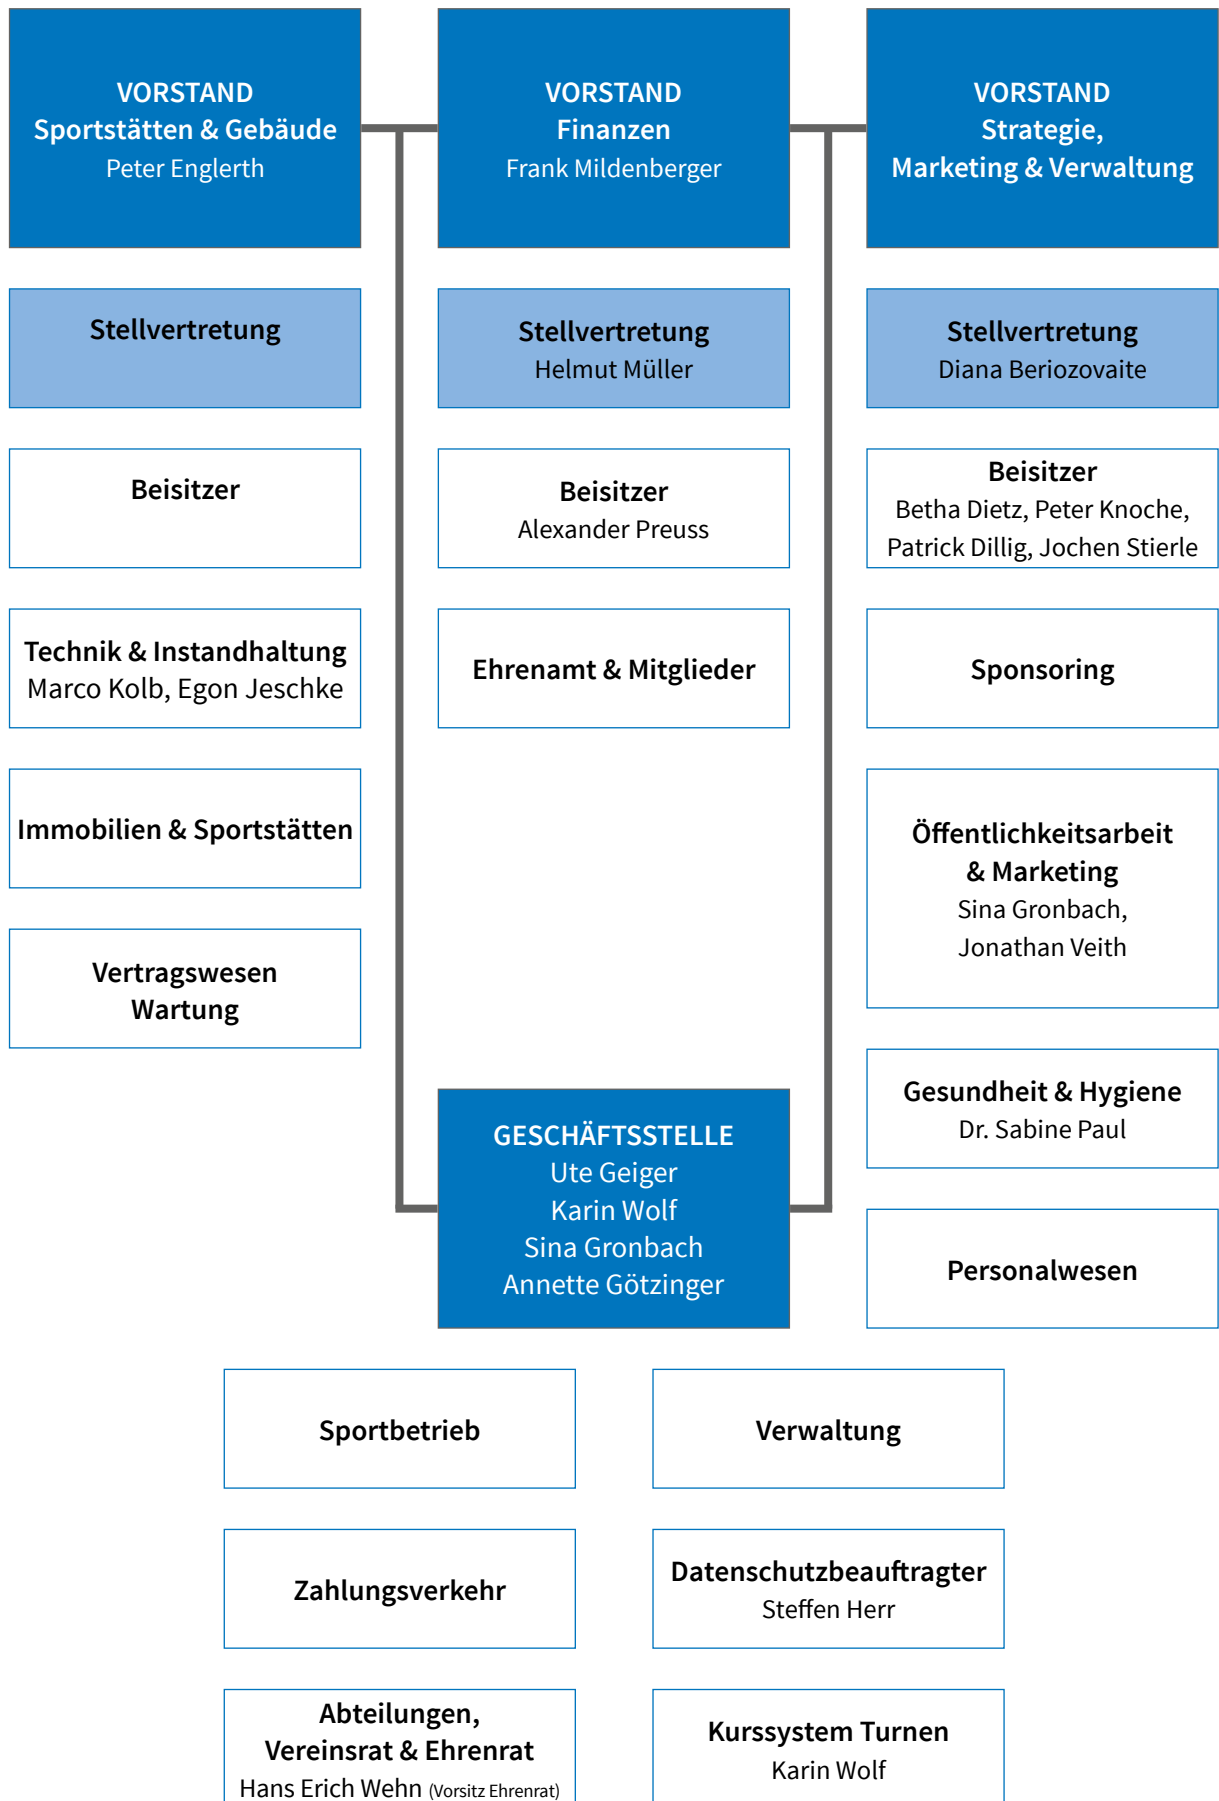 VORSTAND
Sportstätten & Gebäude
Peter Englerth
VORSTAND
Finanzen
Frank Mildenberger
VORSTAND
Strategie,
Marketing & Verwaltung
Stellvertretung
Stellvertretung
Helmut Müller
Stellvertretung
Diana Beriozovaite
Beisitzer
Beisitzer
Alexander Preuss
Beisitzer
Betha Dietz, Peter Knoche,
Patrick Dillig, Jochen Stierle
Technik & Instandhaltung
Marco Kolb, Egon Jeschke
Ehrenamt & Mitglieder
Sponsoring
Immobilien & Sportstätten
Öffentlichkeitsarbeit
& Marketing
Sina Gronbach,
Jonathan Veith
Vertragswesen
Wartung
GESCHÄFTSSTELLE
Ute Geiger
Karin Wolf
Sina Gronbach
Annette Götzinger
Gesundheit & Hygiene
Dr. Sabine Paul
Personalwesen
Sportbetrieb
Verwaltung
Zahlungsverkehr
Datenschutzbeauftragter
Steffen Herr
Abteilungen,
Vereinsrat & Ehrenrat
Hans Erich Wehn (Vorsitz Ehrenrat)
Kurssystem Turnen
Karin Wolf